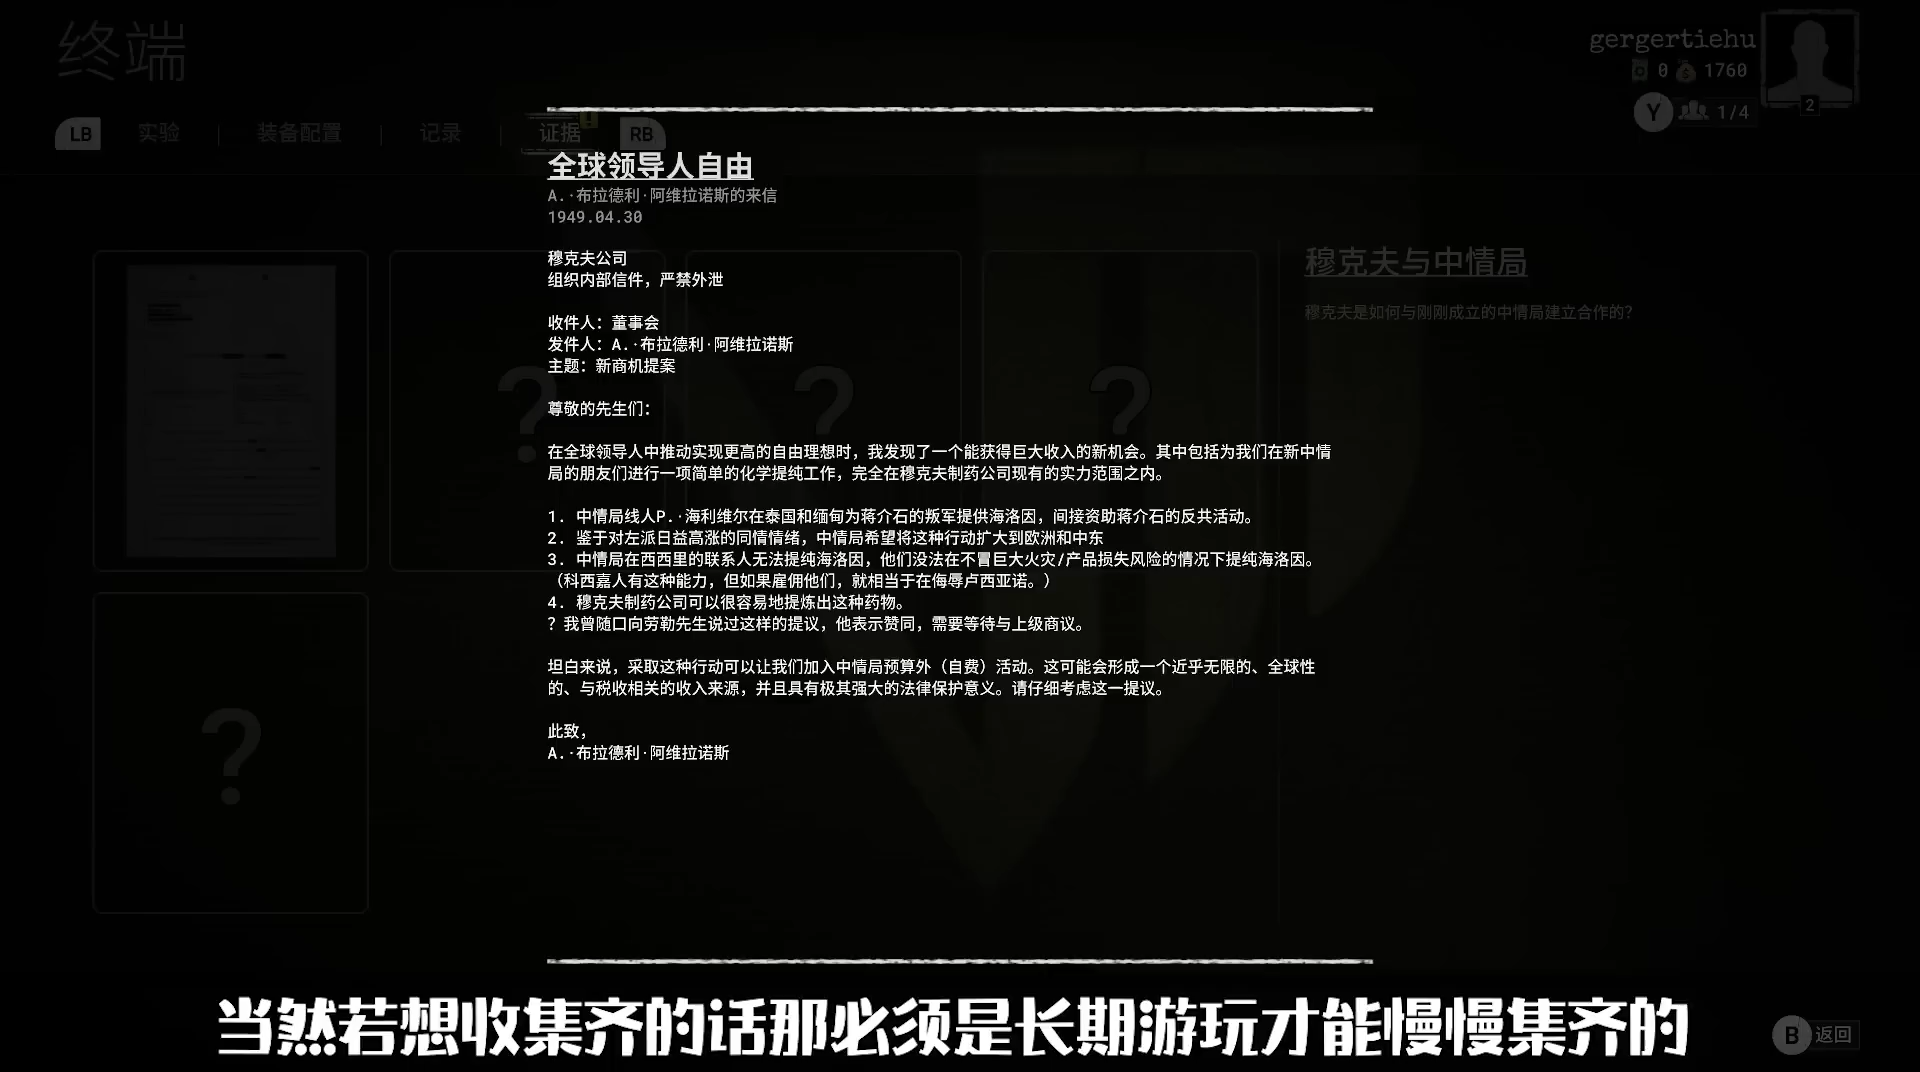 终端
gergertiehu
0 1760
2
Y 1/4
LB 实验 装备配置 记录 证据 ! RB
全球领导人自由
A.·布拉德利·阿维拉诺斯的来信
1949.04.30
穆克夫公司
组织内部信件，严禁外泄
收件人：董事会
发件人：A.·布拉德利·阿维拉诺斯
主题：新商机提案
尊敬的先生们：
在全球领导人中推动实现更高的自由理想时，我发现了一个能获得巨大收入的新机会。其中包括为我们在新中情
局的朋友们进行一项简单的化学提纯工作，完全在穆克夫制药公司现有的实力范围之内。
1. 中情局线人P.·海利维尔在泰国和缅甸为蒋介石的叛军提供海洛因，间接资助蒋介石的反共活动。
2. 鉴于对左派日益高涨的同情情绪，中情局希望将这种行动扩大到欧洲和中东
3. 中情局在西西里的联系人无法提纯海洛因，他们没法在不冒巨大火灾/产品损失风险的情况下提纯海洛因。
（科西嘉人有这种能力，但如果雇佣他们，就相当于在侮辱卢西亚诺。）
4. 穆克夫制药公司可以很容易地提炼出这种药物。
? 我曾随口向劳勒先生说过这样的提议，他表示赞同，需要等待与上级商议。
坦白来说，采取这种行动可以让我们加入中情局预算外（自费）活动。这可能会形成一个近乎无限的、全球性
的、与税收相关的收入来源，并且具有极其强大的法律保护意义。请仔细考虑这一提议。
此致，
A.·布拉德利·阿维拉诺斯
穆克夫与中情局
穆克夫是如何与刚刚成立的中情局建立合作的？
?
?
?
?
当然若想收集齐的话那必须是长期游玩才能慢慢集齐的
B 返回